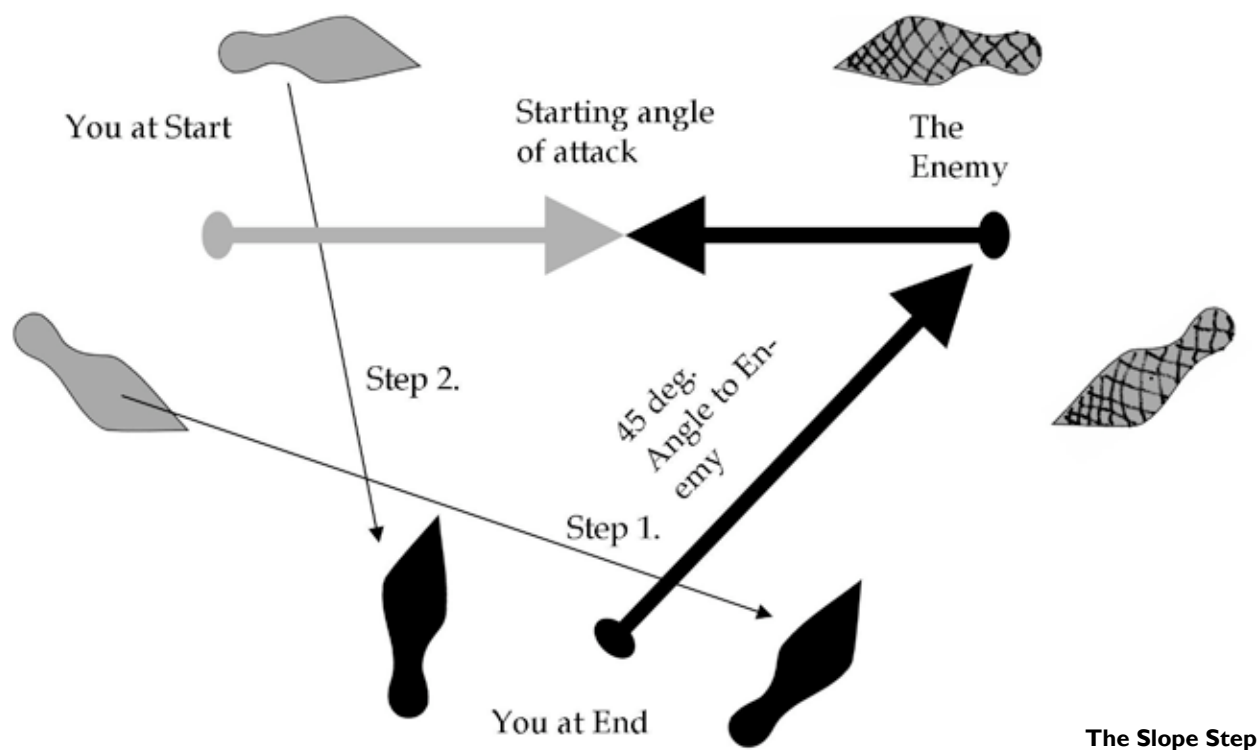 You at Start
Starting angle
of attack
The
Enemy
Step 2.
45 deg.
Angle to En-
emy
Step 1.
You at End
The Slope Step